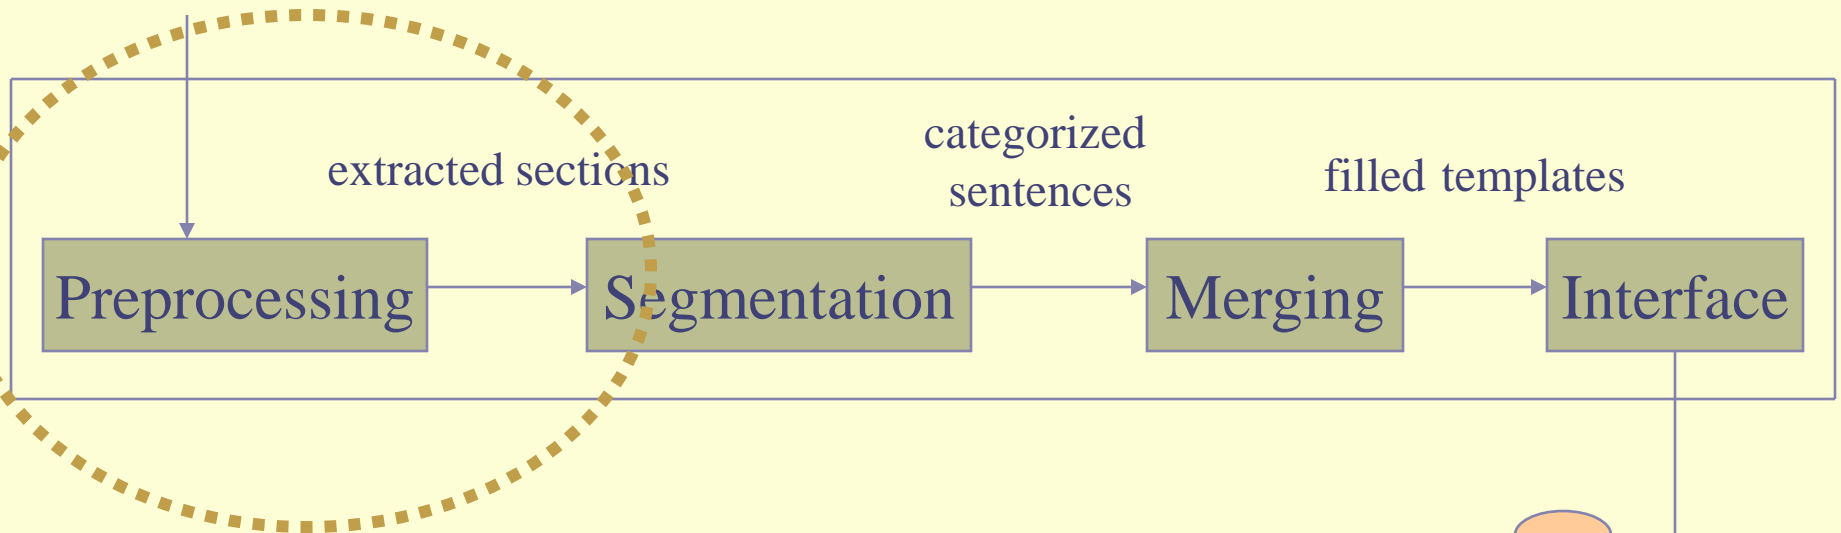 extracted sections
categorized
sentences
filled templates
Preprocessing
Segmentation
Merging
Interface